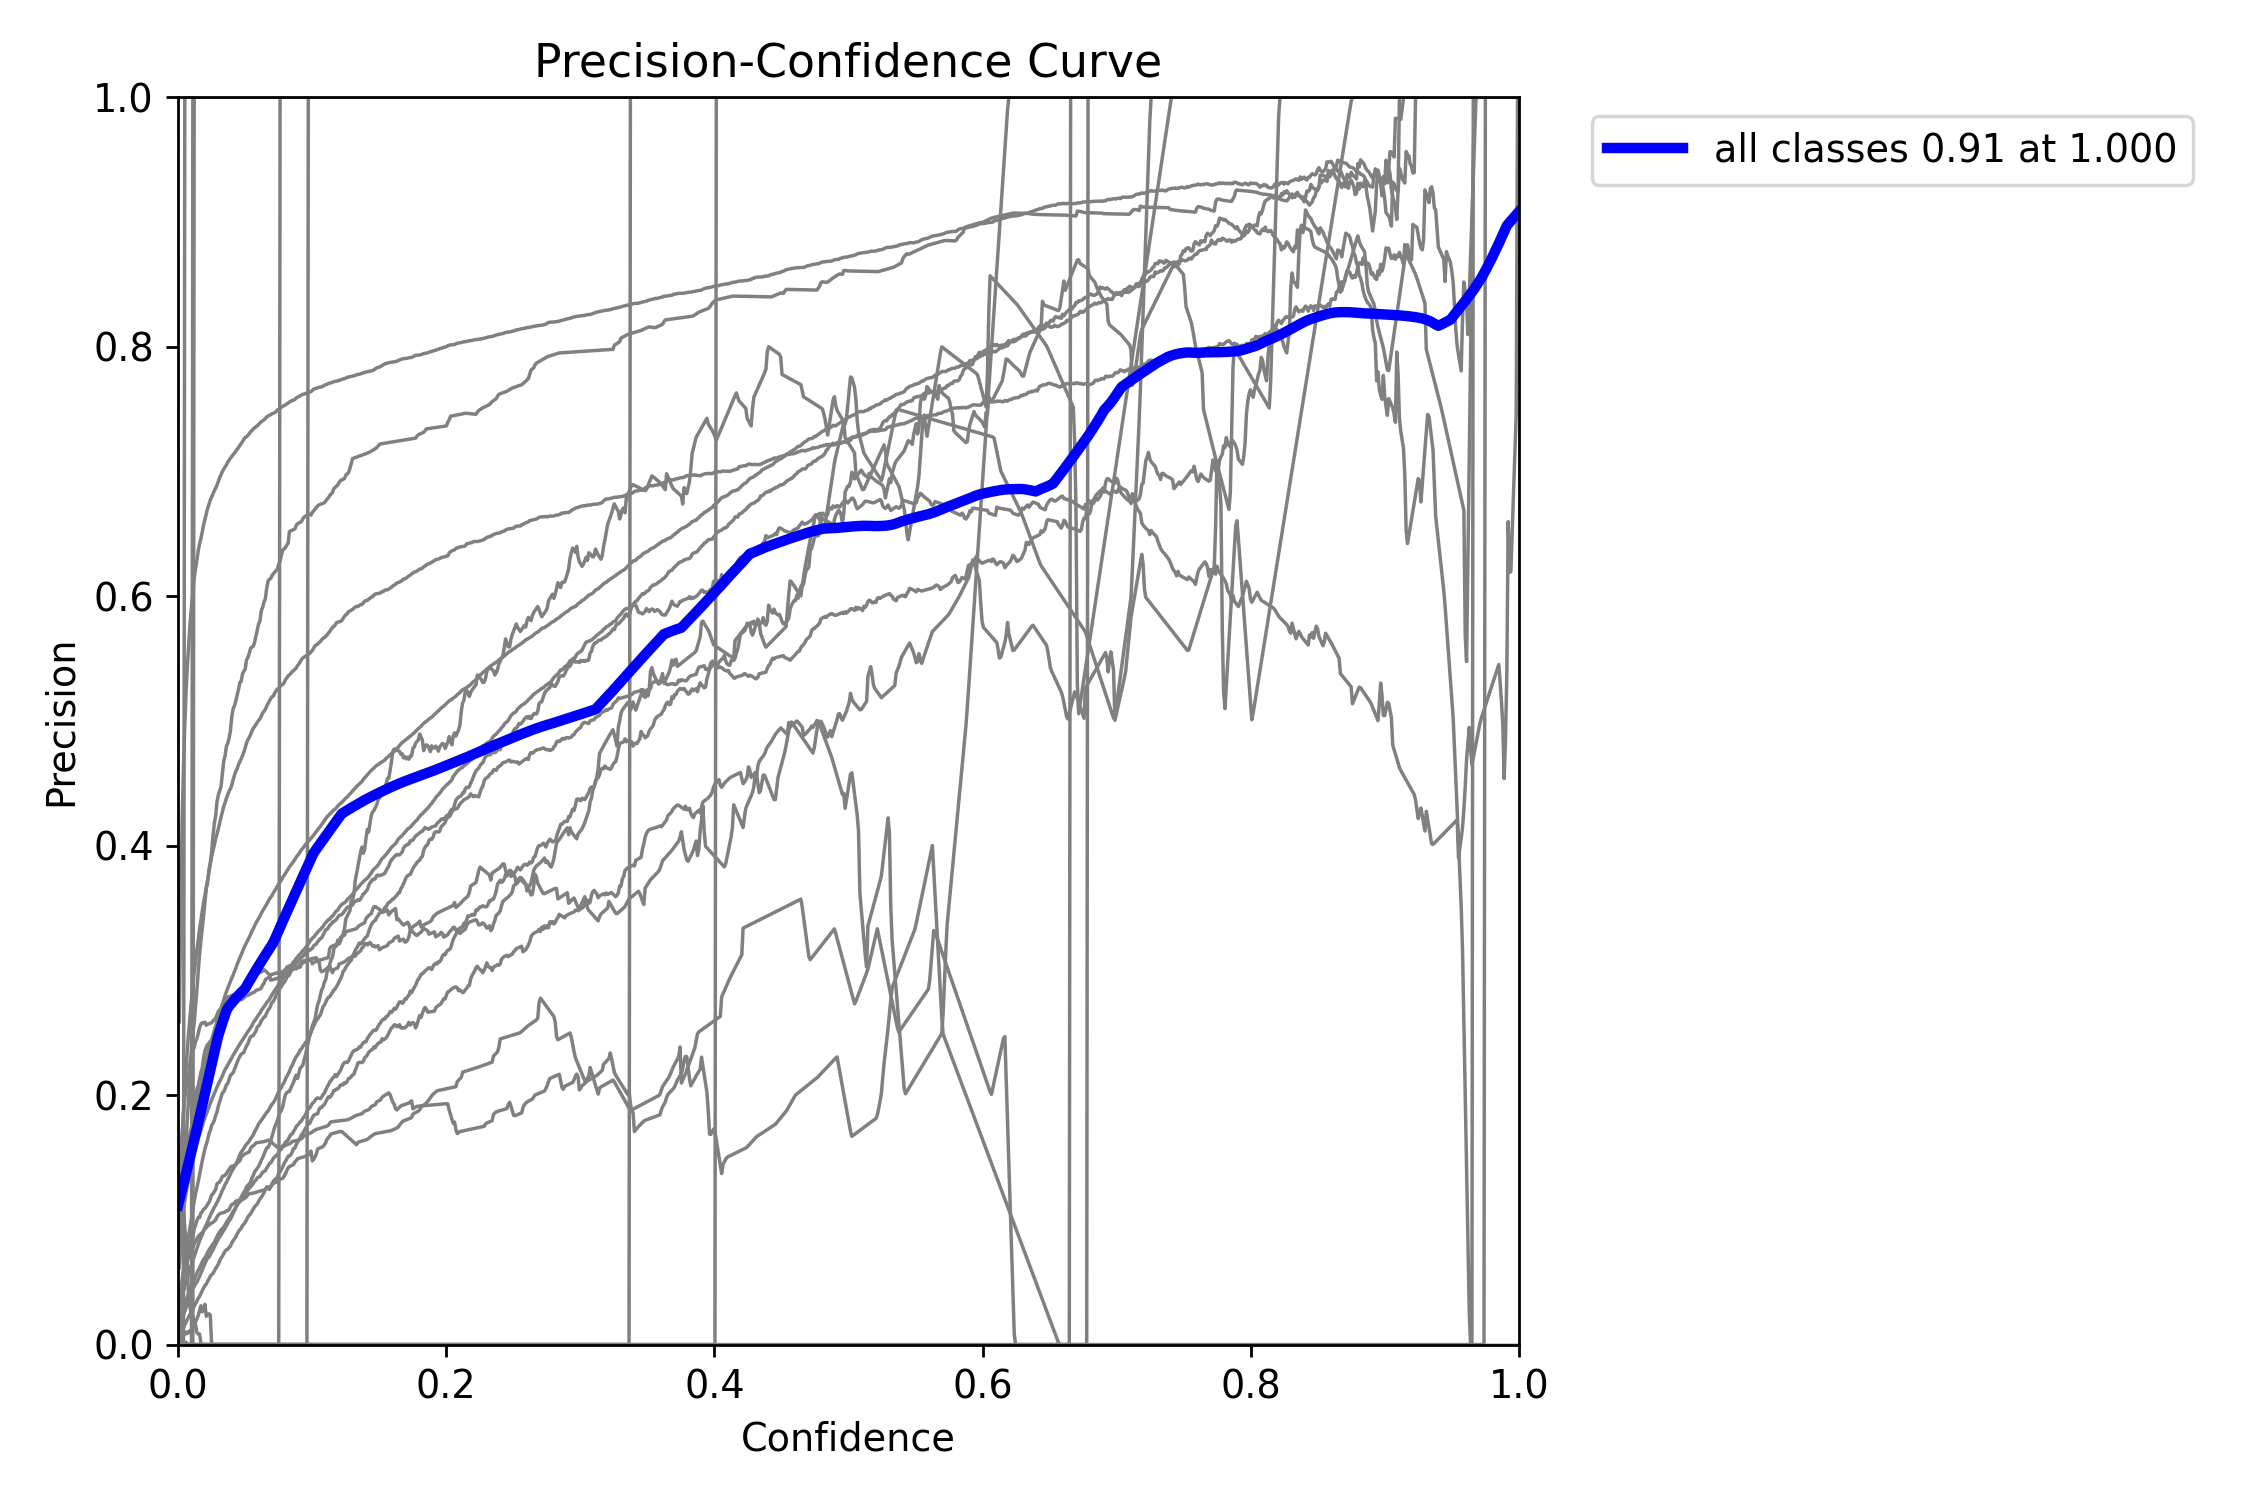 Precision-Confidence Curve
all classes 0.91 at 1.000
Precision
1.0
0.8
0.6
0.4
0.2
0.0
0.0 0.2 0.4 0.6 0.8 1.0
Confidence